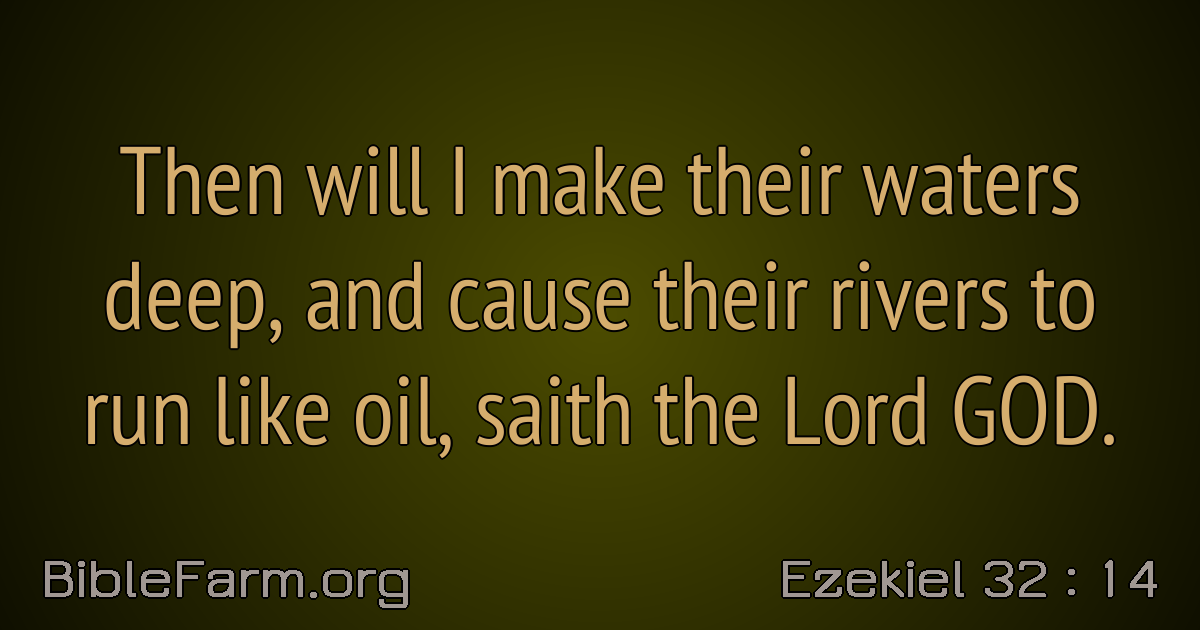 Then will I make their waters
deep, and cause their rivers to
run like oil, saith the Lord GOD.
BibleFarm.org
Ezekiel 32 : 14